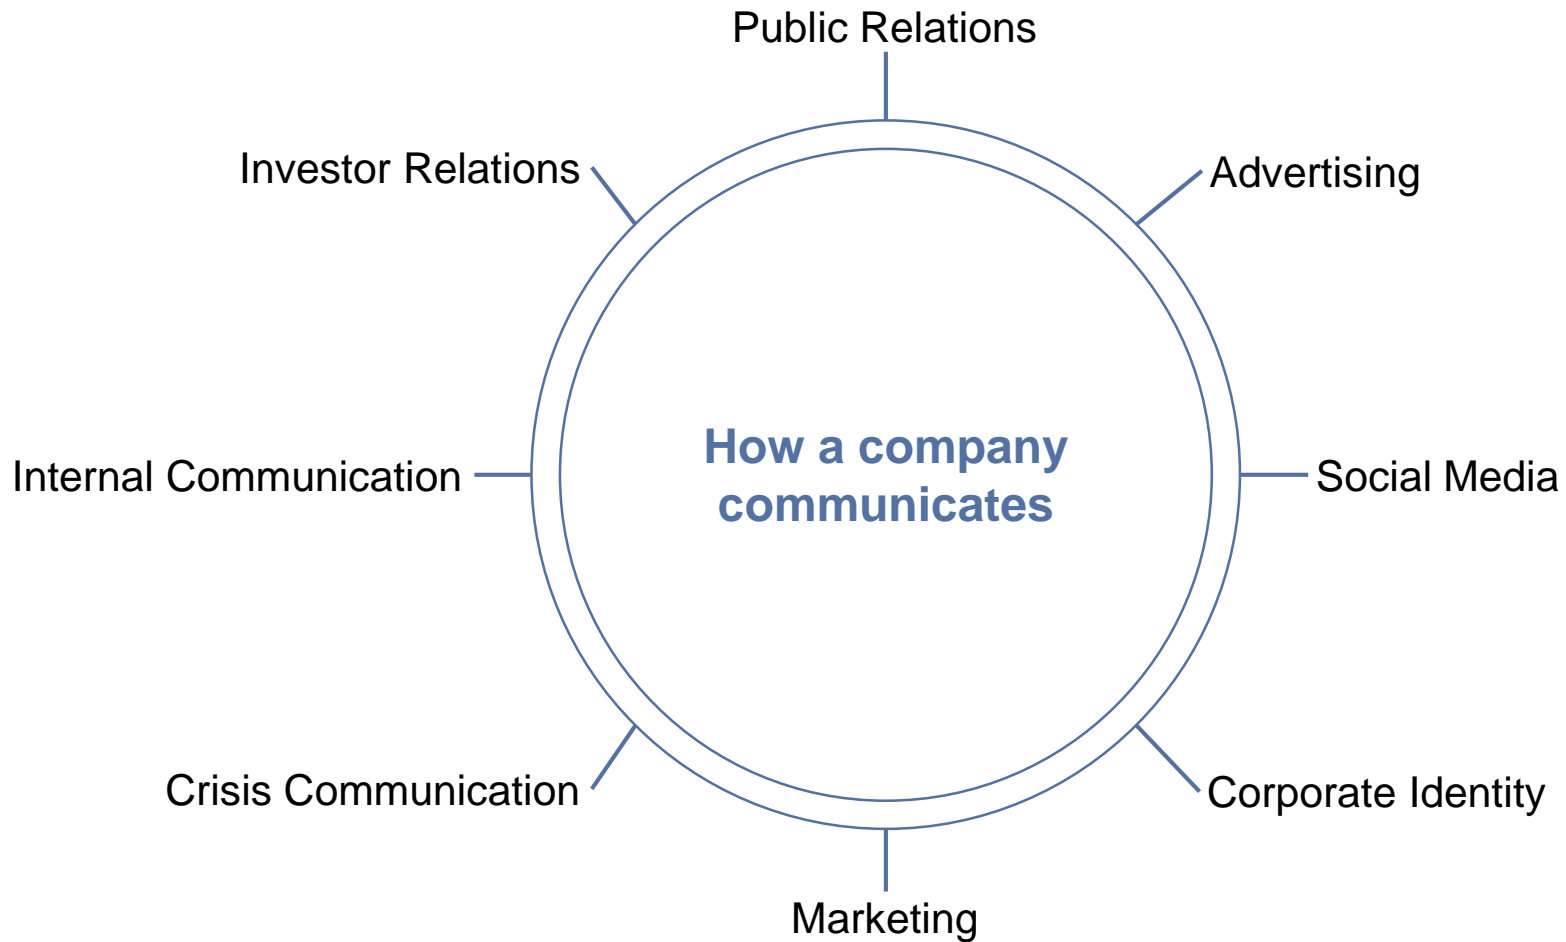 Public Relations
Investor Relations
Advertising
How a company
communicates
Internal Communication
Social Media
Crisis Communication
Corporate Identity
Marketing